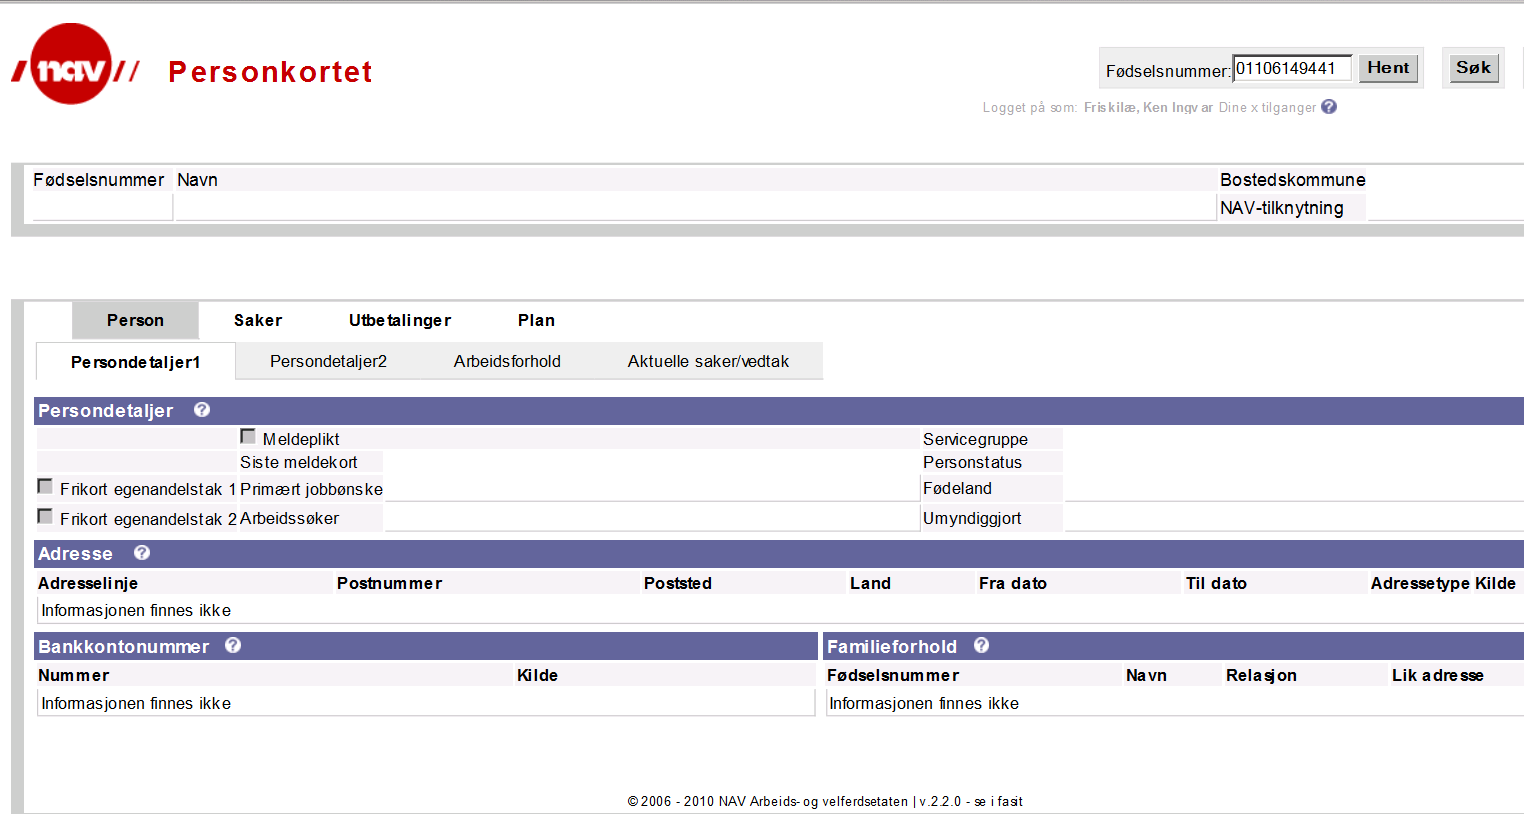 nav
Personkortet
Fødselsnummer: 01106149441 Hent Søk
Logget på som: Friskilæ, Ken Ingvar Dine x tilganger ?
Fødselsnummer Navn Bostedskommune
NAV-tilknytning
Person Saker Utbetalinger Plan
Persondetaljer1 Persondetaljer2 Arbeidsforhold Aktuelle saker/vedtak
Persondetaljer ?
Meldeplikt Servicegruppe
Siste meldekort Personstatus
Frikort egenandelstak 1 Primært jobbønske Fødeland
Frikort egenandelstak 2 Arbeidssøker Umyndiggjort
Adresse ?
Adresselinje Postnummer Poststed Land Fra dato Til dato Adressetype Kilde
Informasjonen finnes ikke
Bankkontonummer ? Familieforhold ?
Nummer Kilde Fødselsnummer Navn Relasjon Lik adresse
Informasjonen finnes ikke Informasjonen finnes ikke
© 2006 - 2010 NAV Arbeids- og velferdsetaten | v.2.2.0 - se i fasit